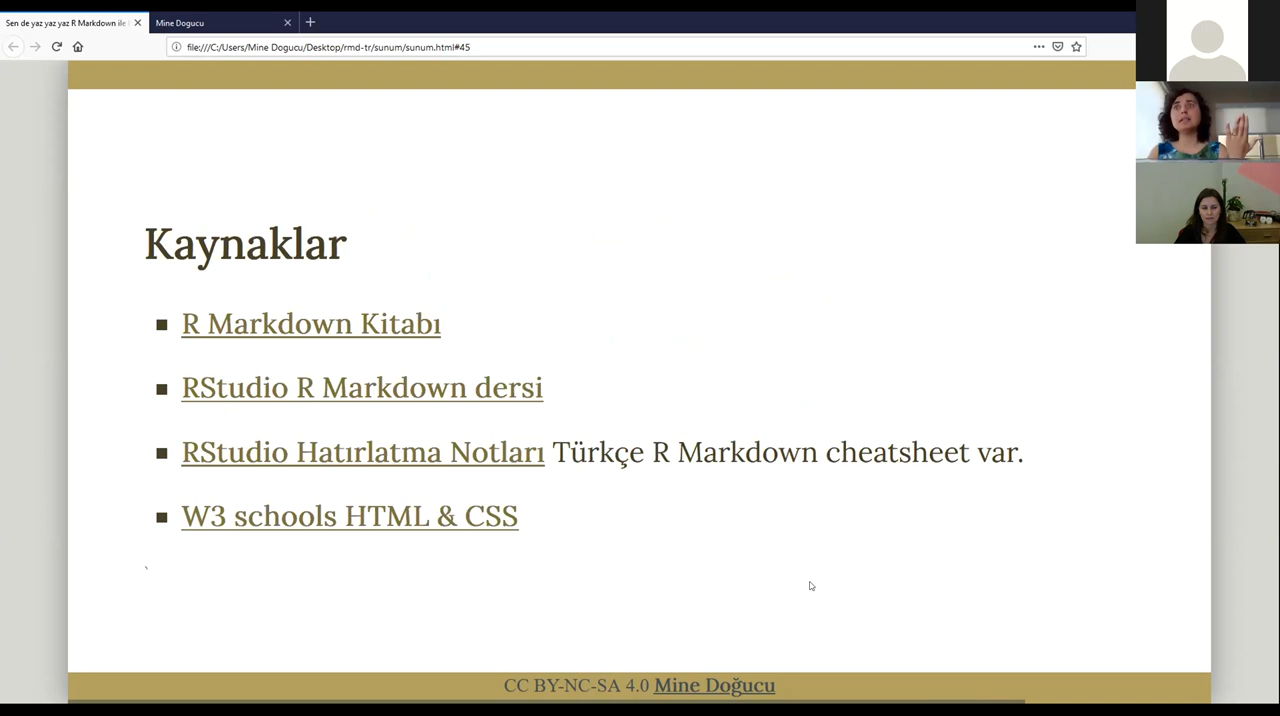 Sen de yaz yaz yaz R Markdown ile
Mine Dogucu
file:///C:/Users/Mine Dogucu/Desktop/rmd-tr/sunum/sunum.html#45
Kaynaklar
R Markdown Kitabı
RStudio R Markdown dersi
RStudio Hatırlatma Notları Türkçe R Markdown cheatsheet var.
W3 schools HTML & CSS
`
CC BY-NC-SA 4.0 Mine Doğucu